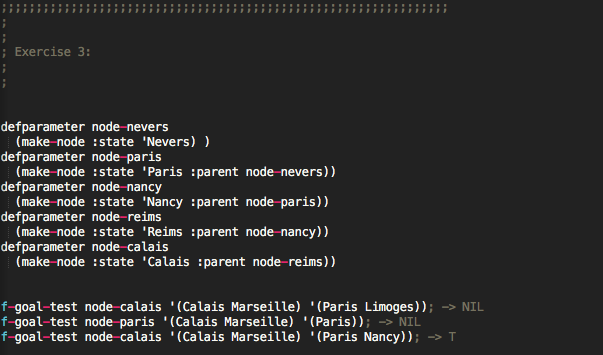 ;;;;;;;;;;;;;;;;;;;;;;;;;;;;;;;;;;;;;;;;;;;;;;;;;;;;;;;;;;;;;;;;
;
;
; Exercise 3:
;
;
defparameter node-nevers
(make-node :state 'Nevers) )
defparameter node-paris
(make-node :state 'Paris :parent node-nevers))
defparameter node-nancy
(make-node :state 'Nancy :parent node-paris))
defparameter node-reims
(make-node :state 'Reims :parent node-nancy))
defparameter node-calais
(make-node :state 'Calais :parent node-reims))
f-goal-test node-calais '(Calais Marseille) '(Paris Limoges)); -> NIL
f-goal-test node-paris '(Calais Marseille) '(Paris)); -> NIL
f-goal-test node-calais '(Calais Marseille) '(Paris Nancy)); -> T